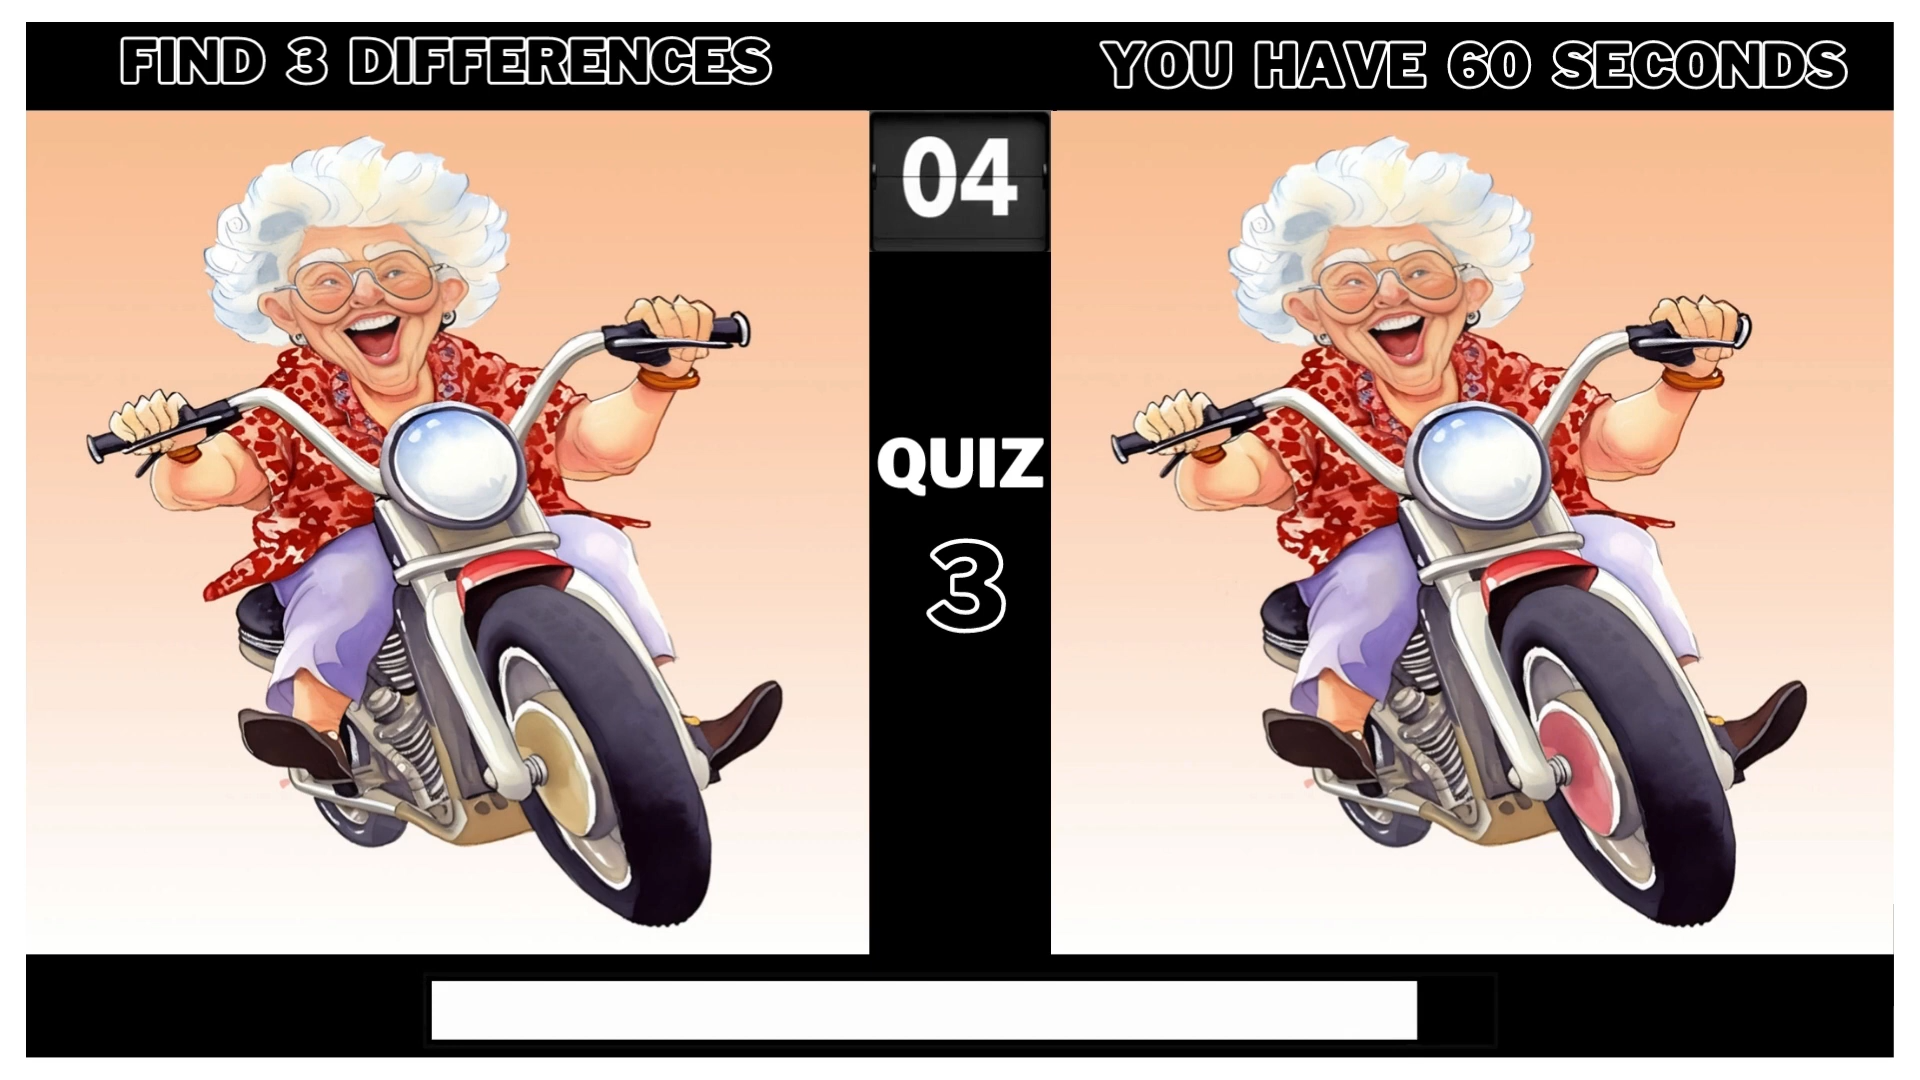 FIND 3 DIFFERENCES
YOU HAVE 60 SECONDS
04
QUIZ
3